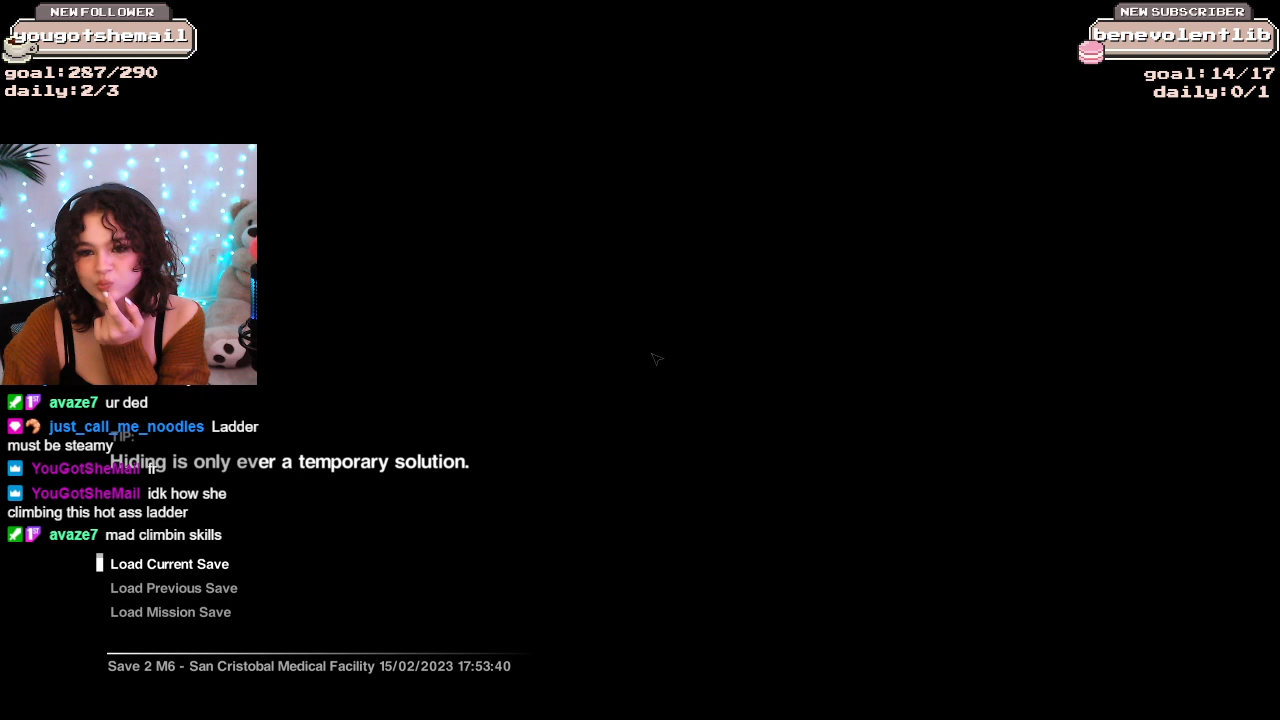 NEW FOLLOWER
yougotshemail
goal:287/290
daily:2/3
NEW SUBSCRIBER
benevolentlib
goal:14/17
daily:0/1
avaze7 ur ded
just_call_me_noodles Ladder
must be steamy
TIP:
Hiding is only ever a temporary solution.
YouGotSheMail
YouGotSheMail idk how she
climbing this hot ass ladder
avaze7 mad climbin skills
Load Current Save
Load Previous Save
Load Mission Save
Save 2 M6 - San Cristobal Medical Facility 15/02/2023 17:53:40